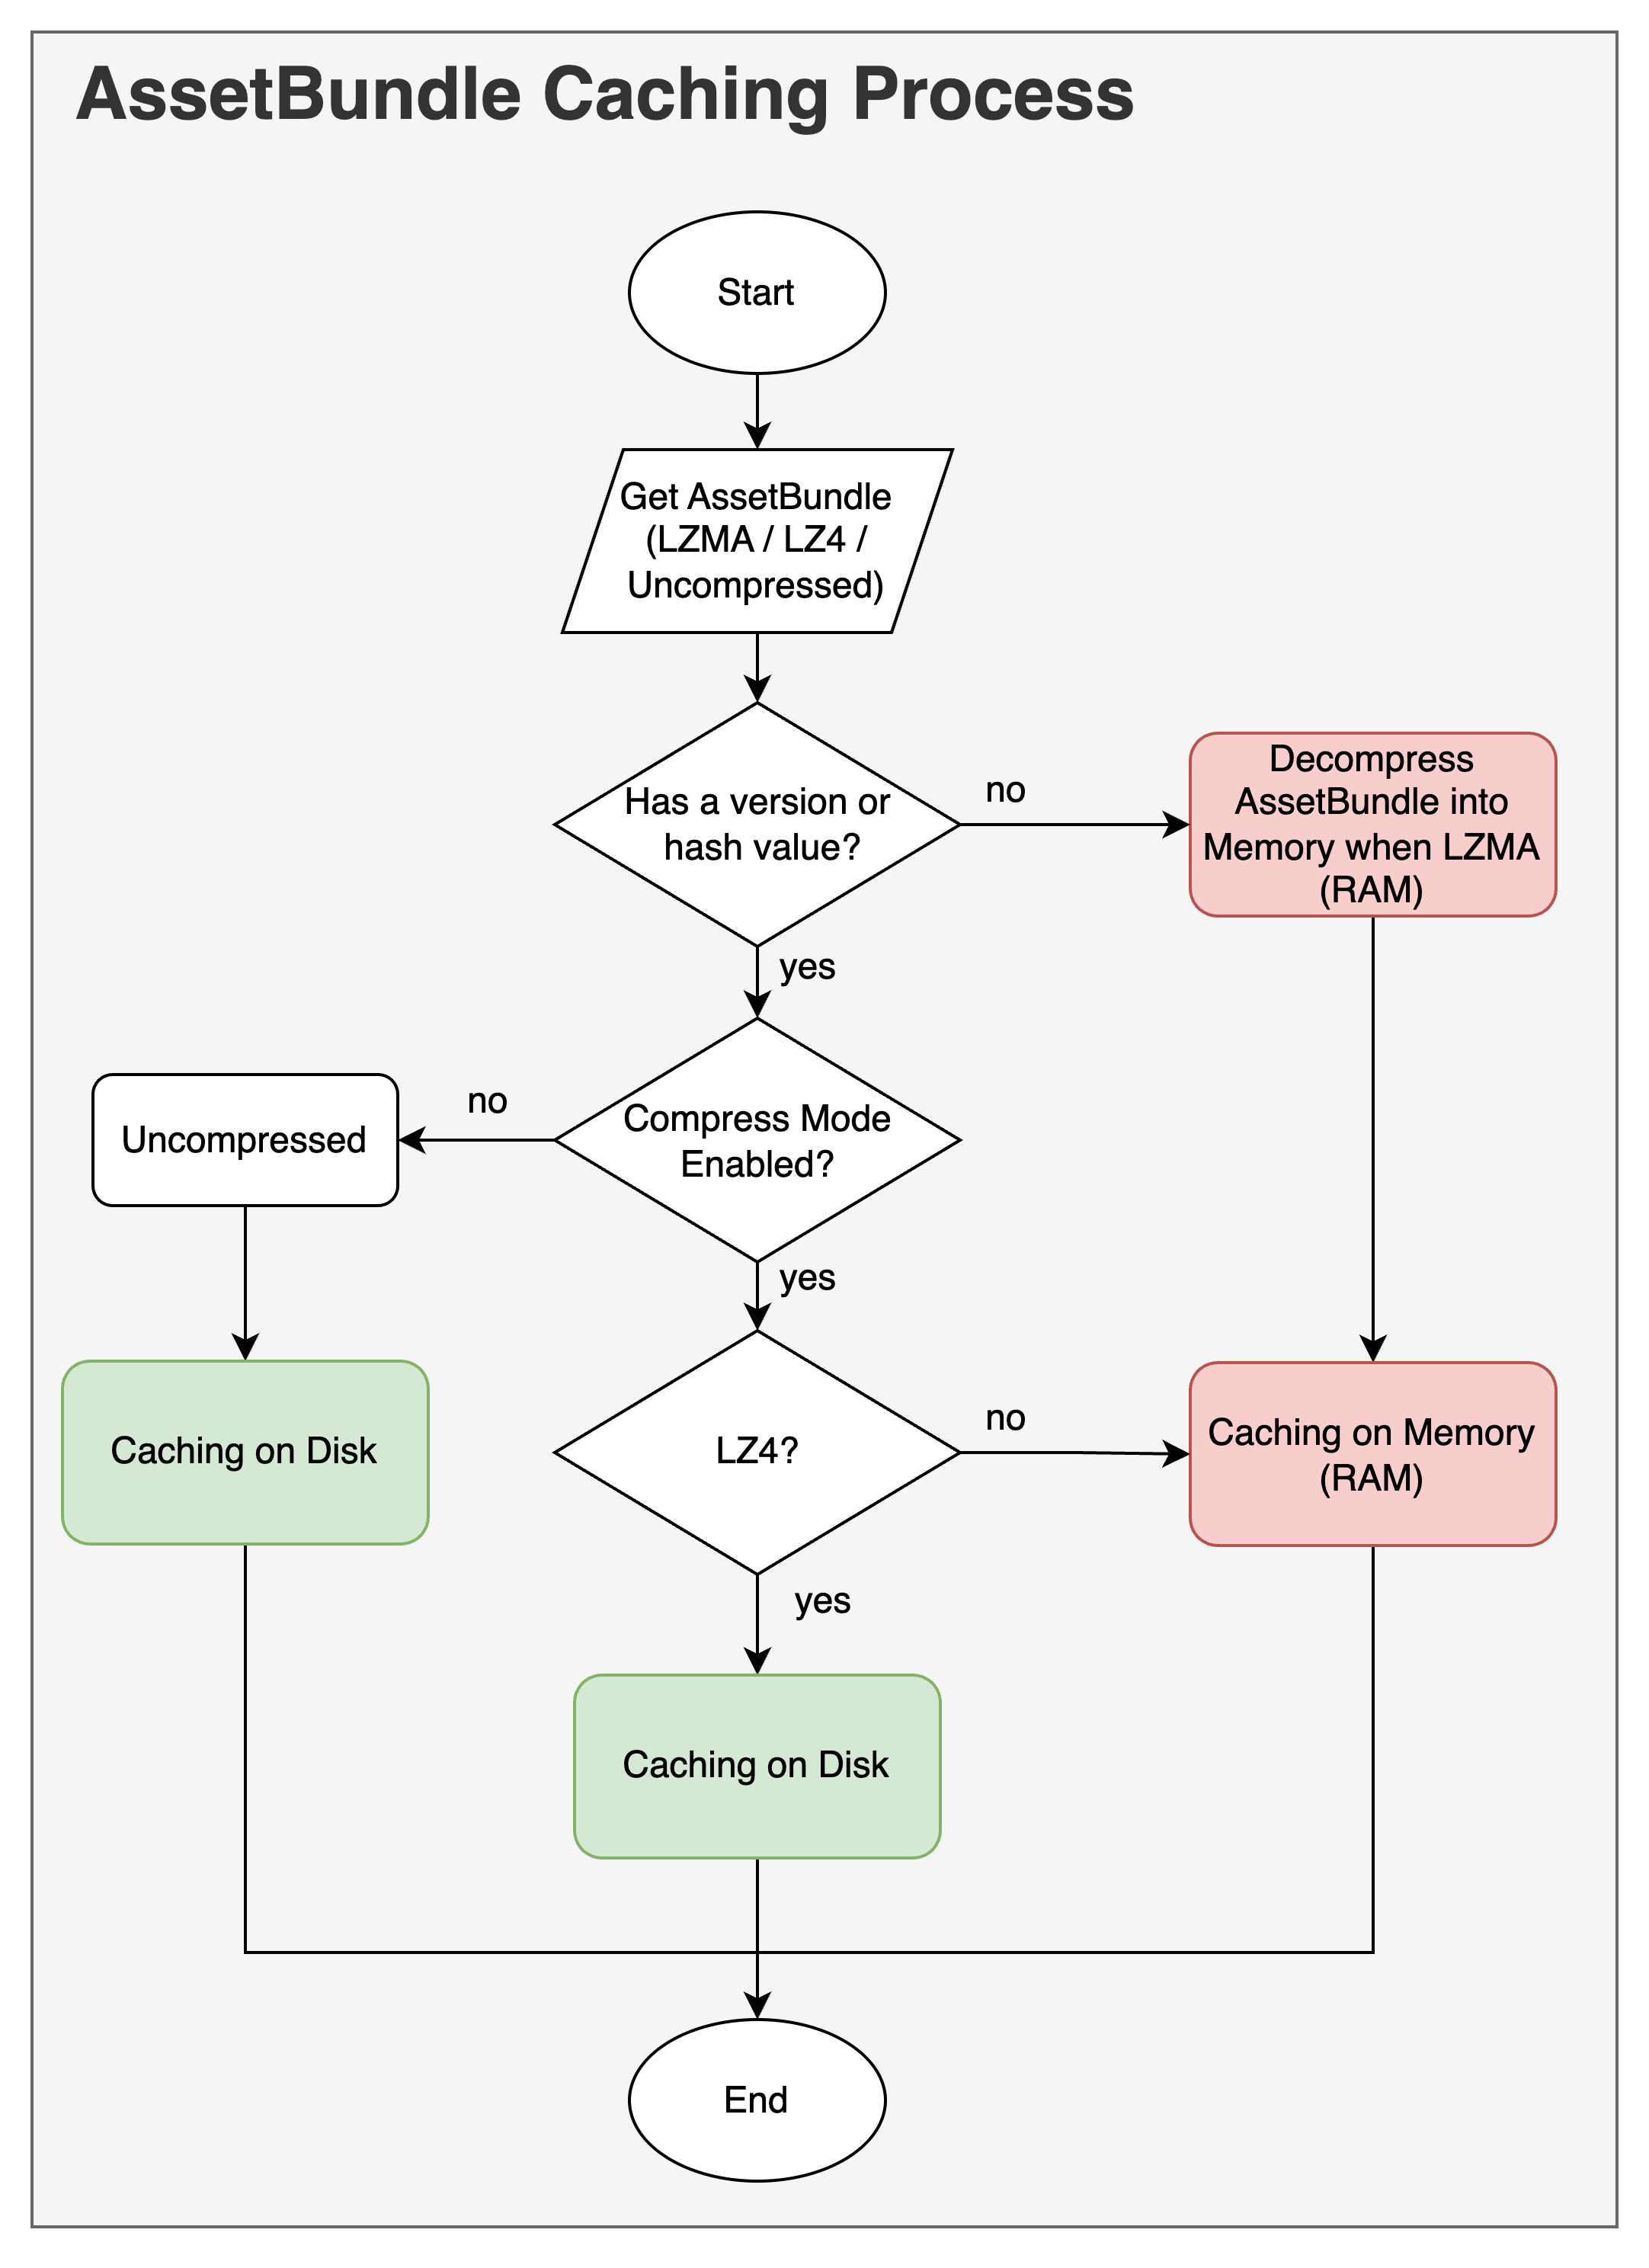 AssetBundle Caching Process
Start
Get AssetBundle
(LZMA / LZ4 /
Uncompressed)
Has a version or
hash value?
no
Decompress
AssetBundle into
Memory when LZMA
(RAM)
yes
Compress Mode
Enabled?
no
Uncompressed
yes
Caching on Disk
LZ4?
no
Caching on Memory
(RAM)
yes
Caching on Disk
End